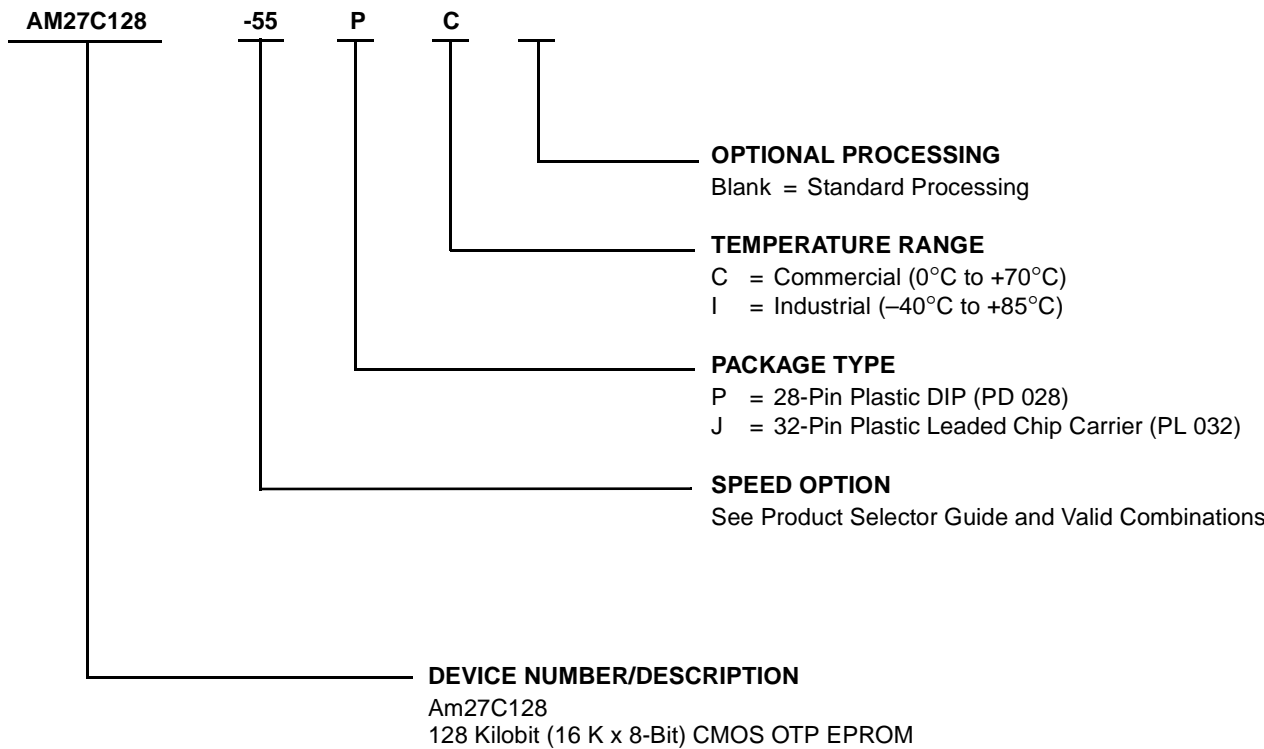 AM27C128 -55 P C
OPTIONAL PROCESSING
Blank = Standard Processing
TEMPERATURE RANGE
C = Commercial (0°C to +70°C)
I = Industrial (–40°C to +85°C)
PACKAGE TYPE
P = 28-Pin Plastic DIP (PD 028)
J = 32-Pin Plastic Leaded Chip Carrier (PL 032)
SPEED OPTION
See Product Selector Guide and Valid Combinations
DEVICE NUMBER/DESCRIPTION
Am27C128
128 Kilobit (16 K x 8-Bit) CMOS OTP EPROM